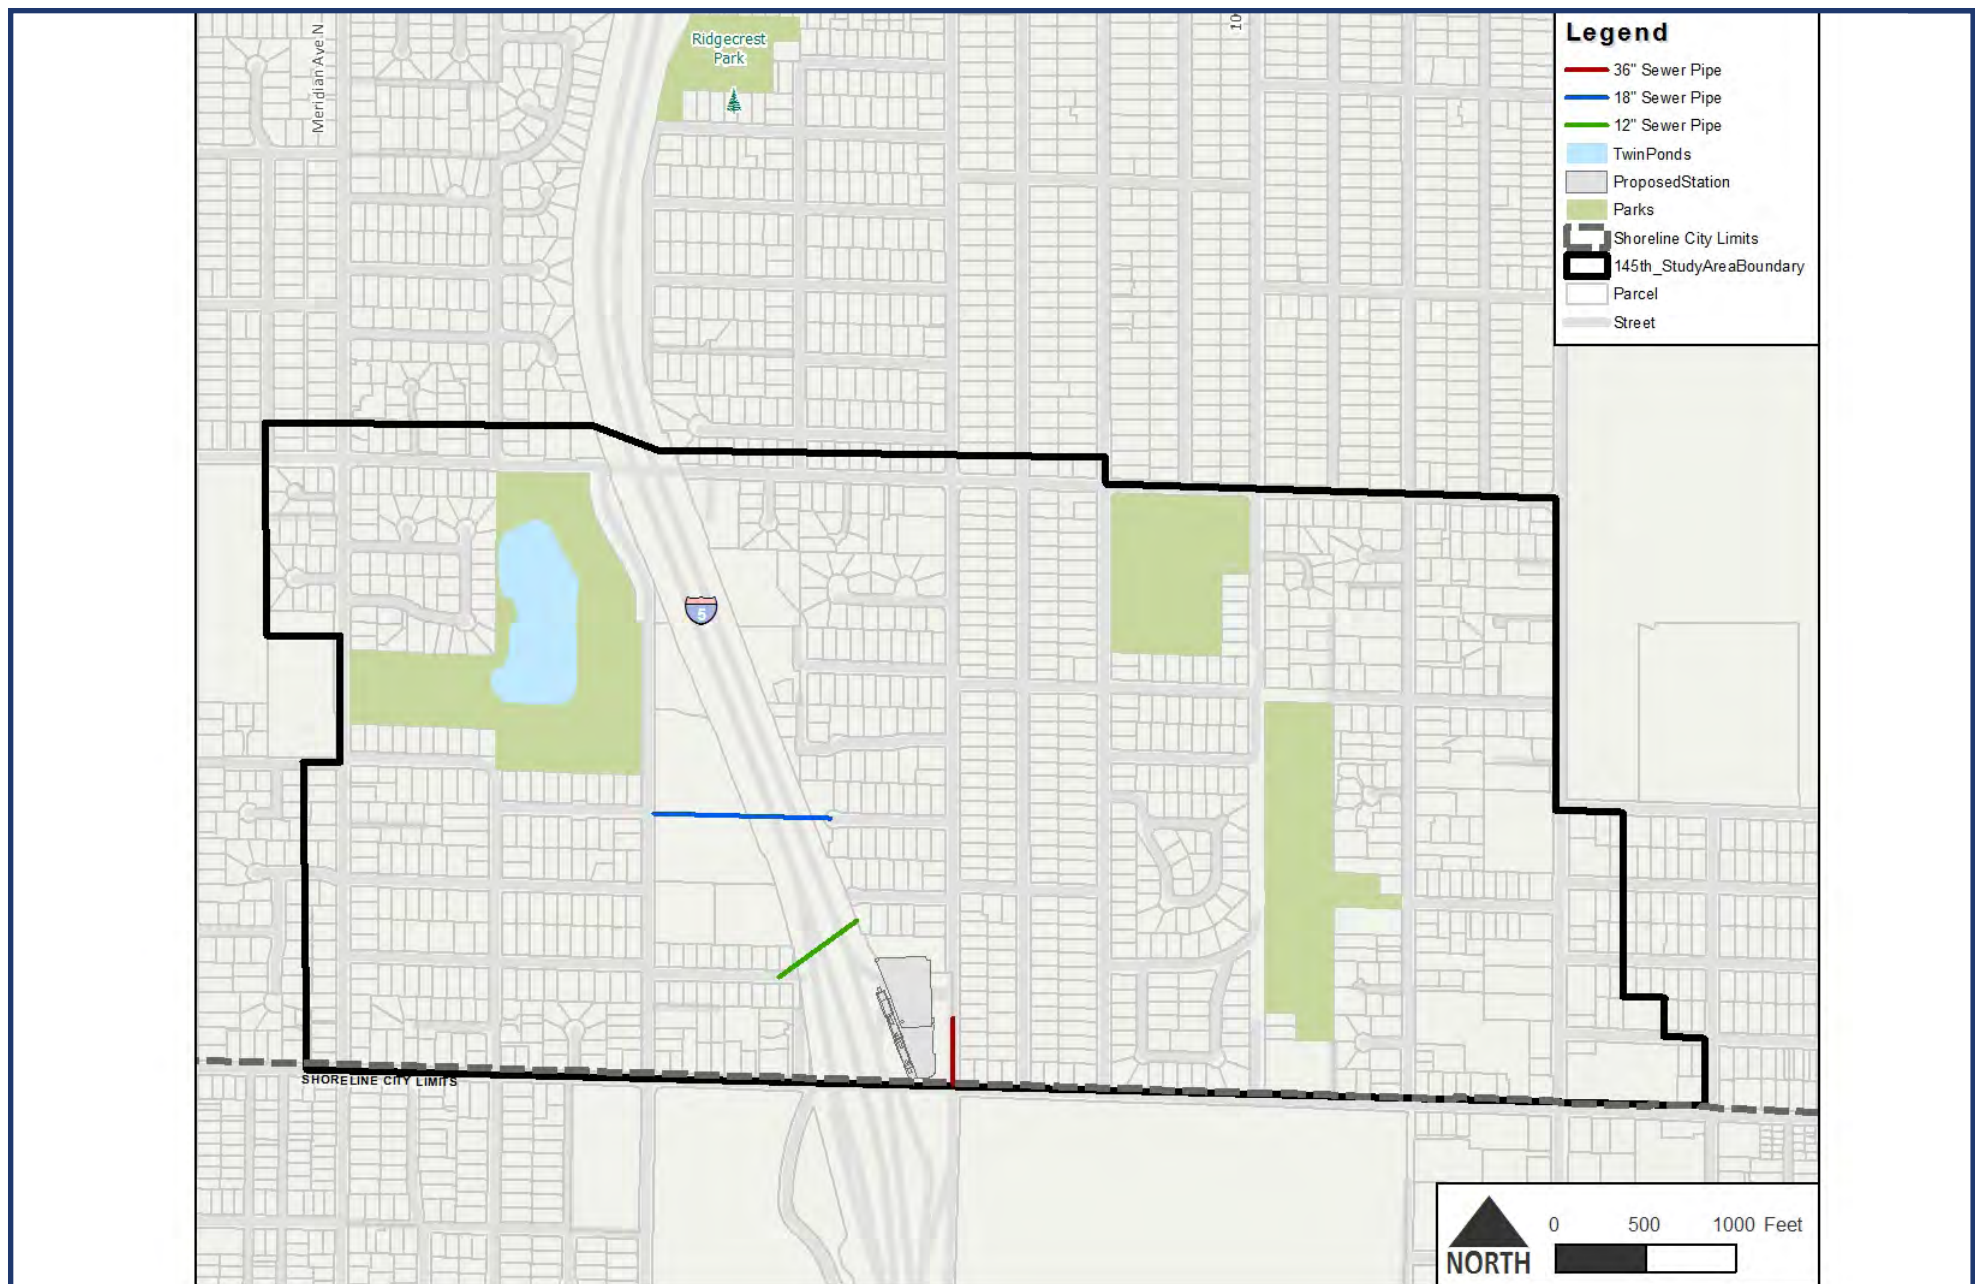 Meridian Ave N
Ridgecrest
Park
10
Legend
36" Sewer Pipe
18" Sewer Pipe
12" Sewer Pipe
TwinPonds
ProposedStation
Parks
Shoreline City Limits
145th_StudyAreaBoundary
Parcel
Street
5
SHORELINE CITY LIMITS
NORTH
0 500 1000 Feet